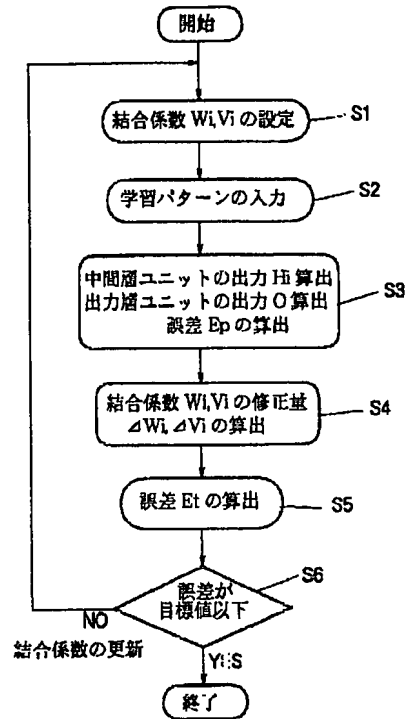 開始
結合係数 Wi,Vi の設定
S1
学習パターンの入力
S2
中間層ユニットの出力 Hi 算出
出力層ユニットの出力 O 算出
誤差 Ep の算出
S3
結合係数 Wi,Vi の修正量
⊿Wi,⊿Vi の算出
S4
誤差 Et の算出
S5
誤差が
目標値以下
S6
NO
結合係数の更新
YES
終了